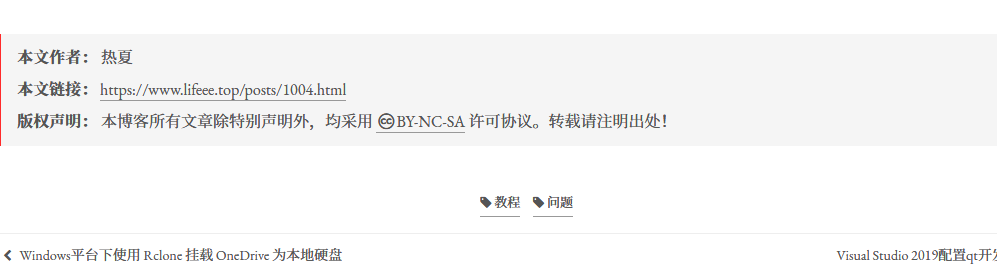 本文作者： 热夏
本文链接： https://www.lifeee.top/posts/1004.html
版权声明： 本博客所有文章除特别声明外，均采用 BY-NC-SA 许可协议。转载请注明出处！
教程 问题
Windows平台下使用 Rclone 挂载 OneDrive 为本地硬盘 Visual Studio 2019配置qt开